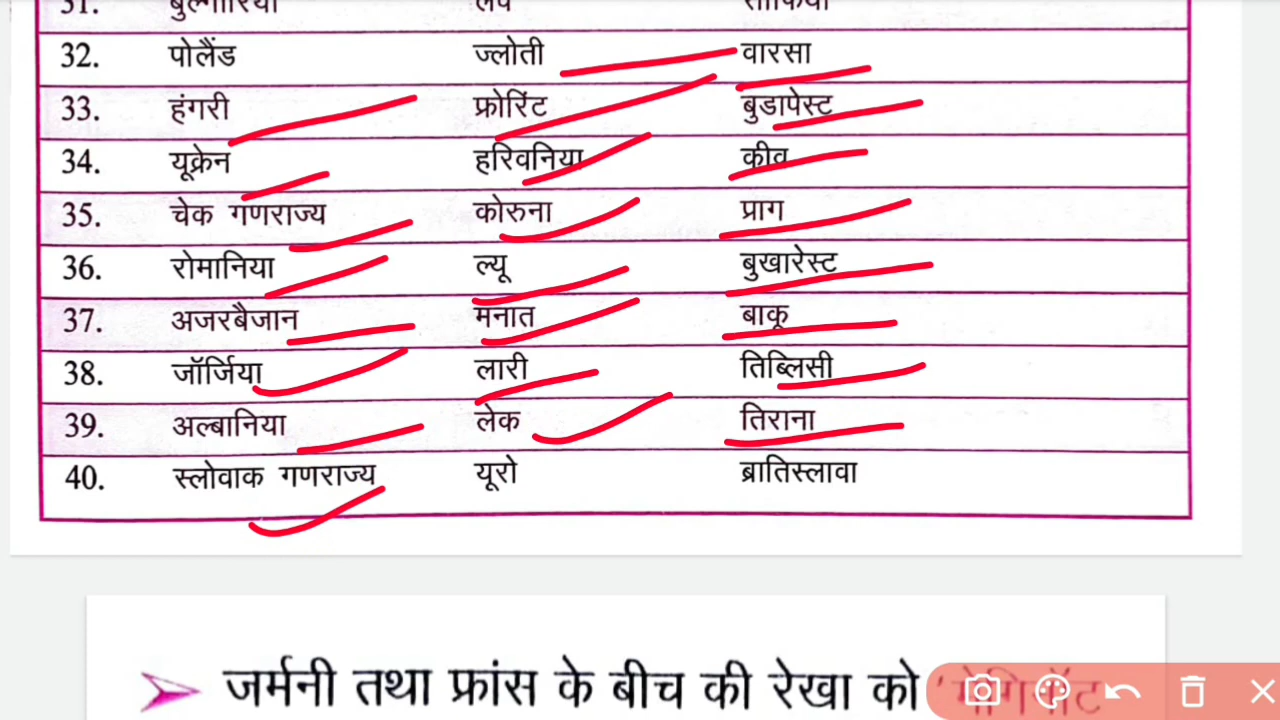 31. बुल्गारिया लेव सोफिया
32. पोलैंड ज्लोती वारसा
33. हंगरी फ्रोरिंट बुडापेस्ट
34. यूक्रेन हरिवनिया कीव
35. चेक गणराज्य कोरुना प्राग
36. रोमानिया ल्यू बुखारेस्ट
37. अजरबैजान मनात बाकू
38. जॉर्जिया लारी तिब्लिसी
39. अल्बानिया लेक तिराना
40. स्लोवाक गणराज्य यूरो ब्रातिस्लावा
जर्मनी तथा फ्रांस के बीच की रेखा को